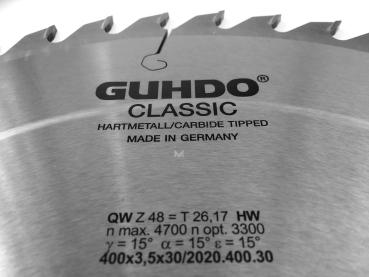 GUHDO®
CLASSIC
HARTMETALL/CARBIDE TIPPED
MADE IN GERMANY
QW Z 48 = T 26,17 HW
n max. 4700 n opt. 3300
γ = 15° α = 15° ε = 15°
400x3,5x30/2020.400.30